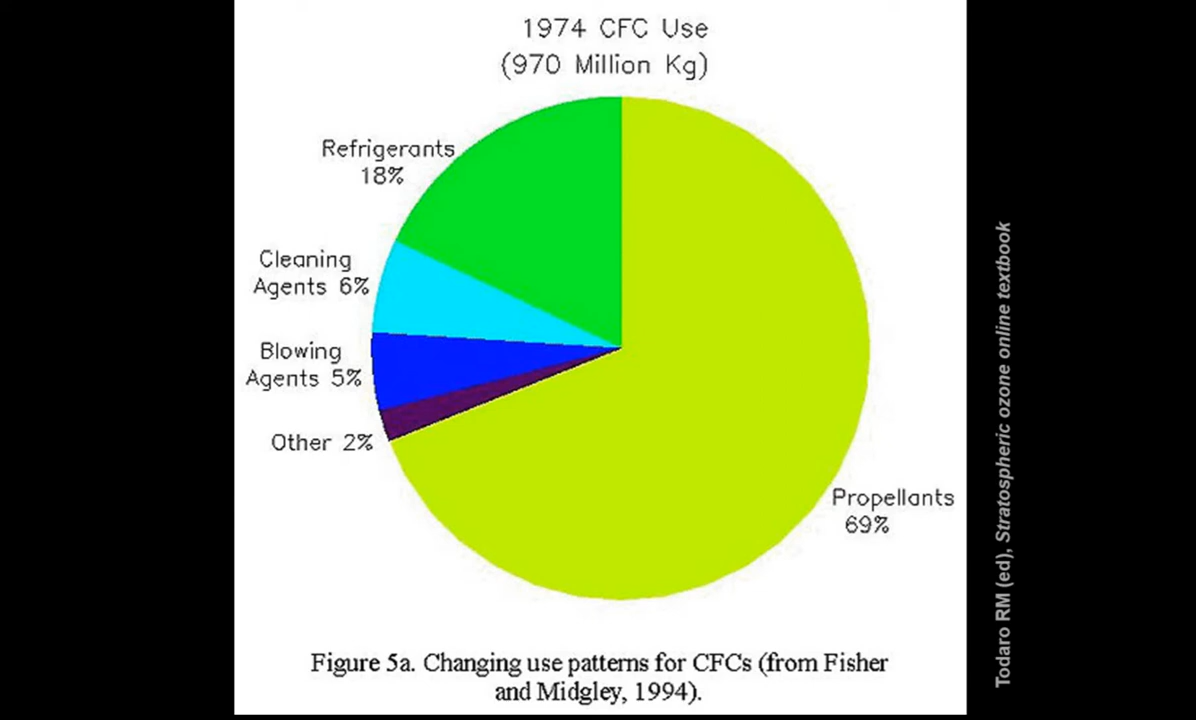 1974 CFC Use
(970 Million Kg)
Refrigerants
18%
Cleaning
Agents 6%
Blowing
Agents 5%
Other 2%
Propellants
69%
Figure 5a. Changing use patterns for CFCs (from Fisher
and Midgley, 1994).
Todaro RM (ed), Stratospheric ozone online textbook